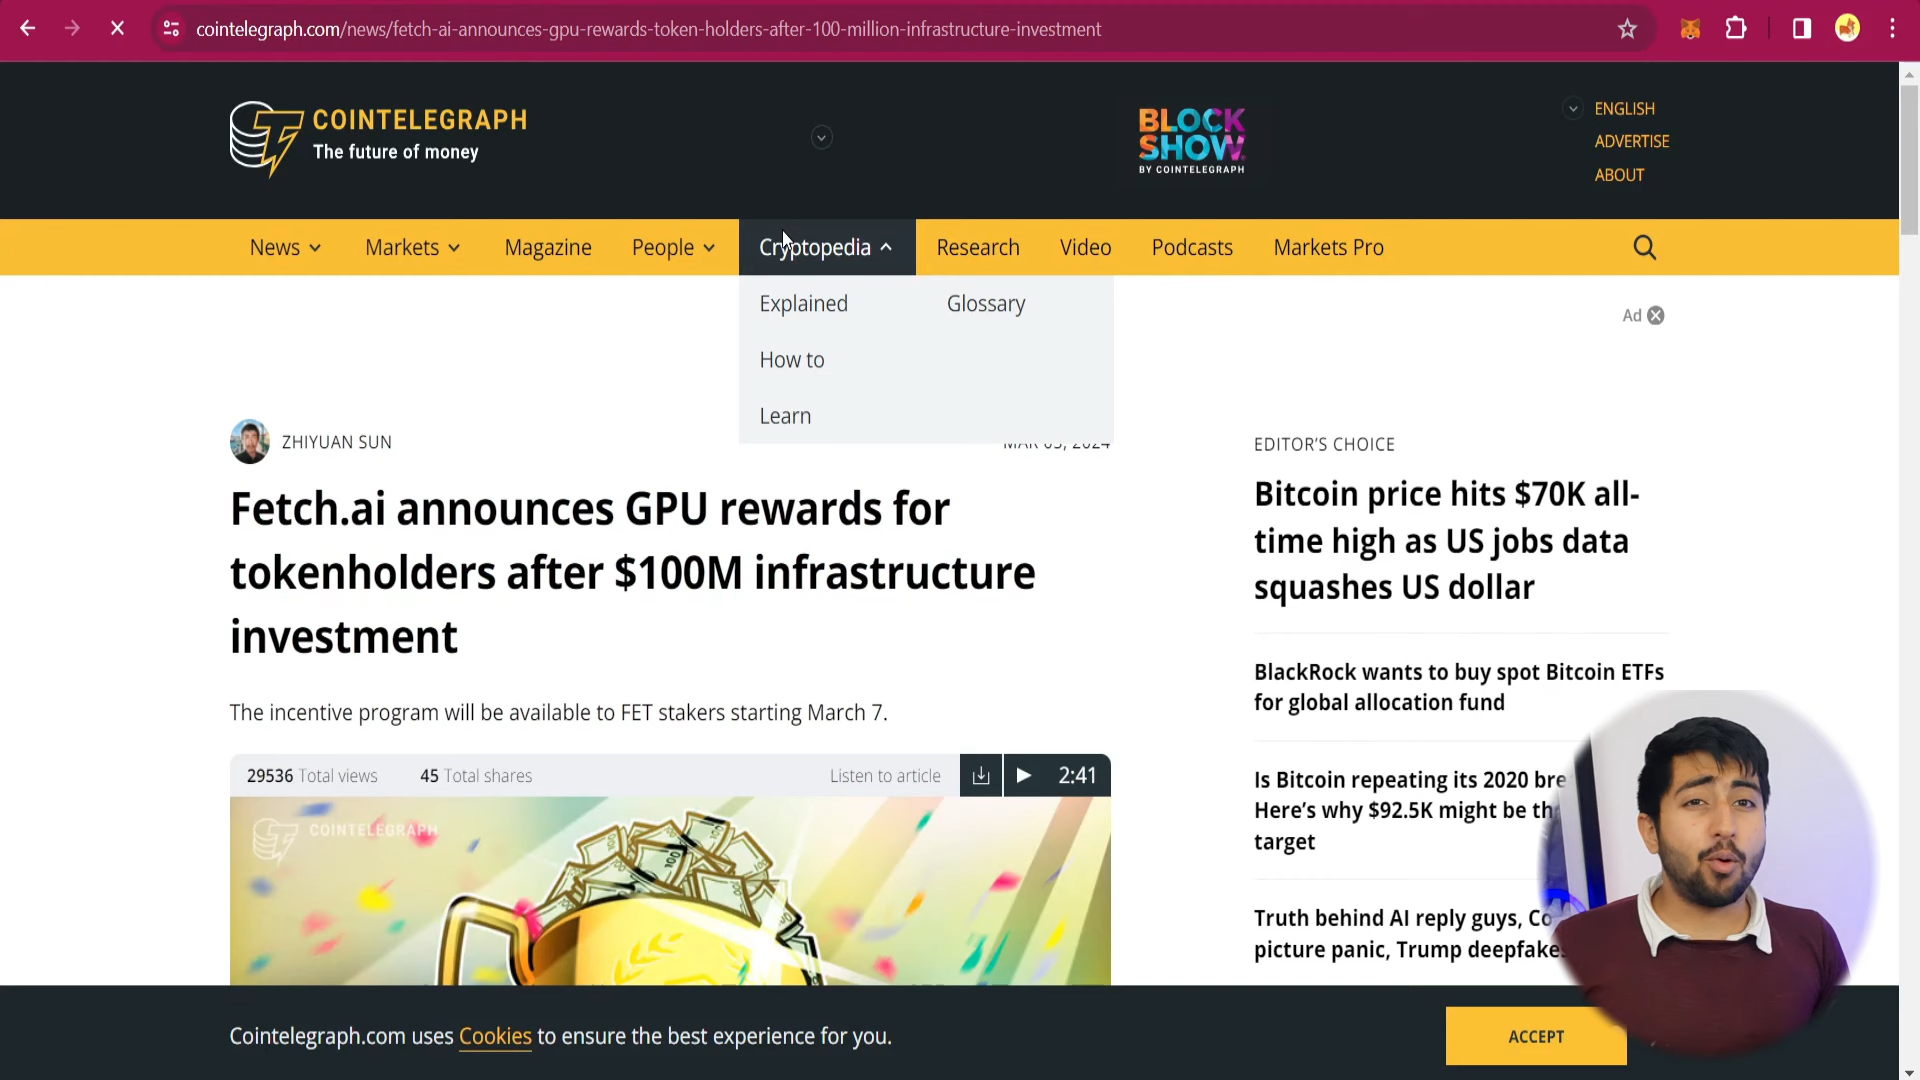 cointelegraph.com/news/fetch-ai-announces-gpu-rewards-token-holders-after-100-million-infrastructure-investment
COINTELEGRAPH
The future of money
BLOCK
SHOW
BY COINTELEGRAPH
ENGLISH
ADVERTISE
ABOUT
News
Markets
Magazine
People
Cryptopedia
Research
Video
Podcasts
Markets Pro
Explained
Glossary
How to
Learn
Ad
ZHIYUAN SUN
EDITOR'S CHOICE
Fetch.ai announces GPU rewards for
tokenholders after $100M infrastructure
investment
The incentive program will be available to FET stakers starting March 7.
29536 Total views
45 Total shares
Listen to article
2:41
COINTELEGRAPH
100
Bitcoin price hits $70K all-
time high as US jobs data
squashes US dollar
BlackRock wants to buy spot Bitcoin ETFs
for global allocation fund
Is Bitcoin repeating its 2020 bre
Here's why $92.5K might be th
target
Truth behind AI reply guys, Co
picture panic, Trump deepfake
Cointelegraph.com uses Cookies to ensure the best experience for you.
ACCEPT